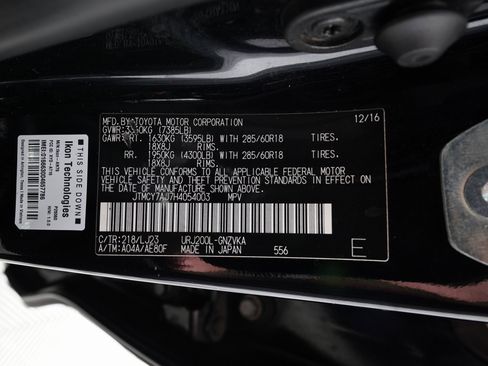 MFD. BY: TOYOTA MOTOR CORPORATION 12/16
GVWR: 3350KG (7385LB)
GAWR: FRT. 1630KG (3595LB) WITH 285/60R18 TIRES.
18X8J RIMS.
RR. 1950KG (4300LB) WITH 285/60R18 TIRES.
18X8J RIMS.
THIS VEHICLE CONFORMS TO ALL APPLICABLE FEDERAL MOTOR
VEHICLE SAFETY, BUMPER, AND THEFT PREVENTION STANDARDS
IN EFFECT ON THE DATE OF MANUFACTURE SHOWN ABOVE.
JTMCY7AJ7H4054003 MPV
C/TR: 218/LJ23 URJ200L-GNZVKA
A/TM: A04A/AE80F MADE IN JAPAN 556 E
THIS SIDE DOWN
Ikon Technologies